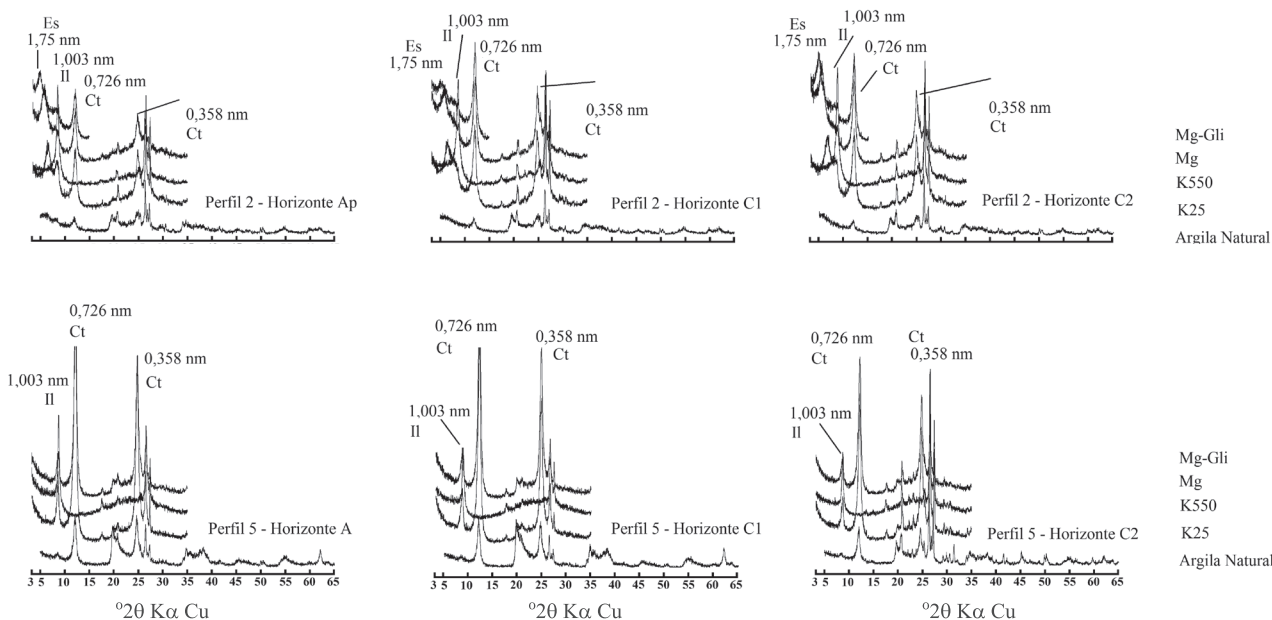 Es
1,75 nm
1,003 nm
Il
0,726 nm
Ct
0,358 nm
Ct
Perfil 2 - Horizonte Ap
1,003 nm
Il
Es
1,75 nm
0,726 nm
Ct
0,358 nm
Ct
Perfil 2 - Horizonte C1
1,003 nm
Es
1,75 nm
Il
0,726 nm
Ct
0,358 nm
Ct
Perfil 2 - Horizonte C2
Mg-Gli
Mg
K550
K25
Argila Natural
0,726 nm
Ct
0,358 nm
Ct
1,003 nm
Il
Perfil 5 - Horizonte A
3 5 10 15 20 25 30 35 40 45 50 55 60 65
°2θ Kα Cu
0,726 nm
Ct
0,358 nm
Ct
1,003 nm
Il
Perfil 5 - Horizonte C1
3 5 10 15 20 25 30 35 40 45 50 55 60 65
0,726 nm
Ct
Ct
0,358 nm
1,003 nm
Il
Perfil 5 - Horizonte C2
3 5 10 15 20 25 30 35 40 45 50 55 60 65
°2θ Kα Cu
°2θ Kα Cu
Mg-Gli
Mg
K550
K25
Argila Natural